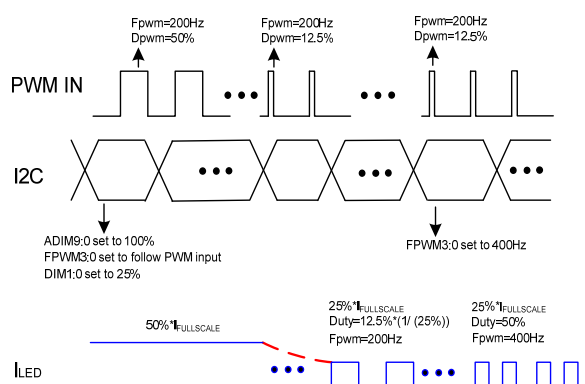 Fpwm=200Hz
Dpwm=50%
Fpwm=200Hz
Dpwm=12.5%
Fpwm=200Hz
Dpwm=12.5%
PWM IN
I2C
ADIM9:0 set to 100%
FPWM3:0 set to follow PWM input
DIM1:0 set to 25%
FPWM3:0 set to 400Hz
50%*IFULLSCALE
25%*IFULLSCALE
Duty=12.5%*(1/ (25%))
Fpwm=200Hz
25%*IFULLSCALE
Duty=50%
Fpwm=400Hz
ILED